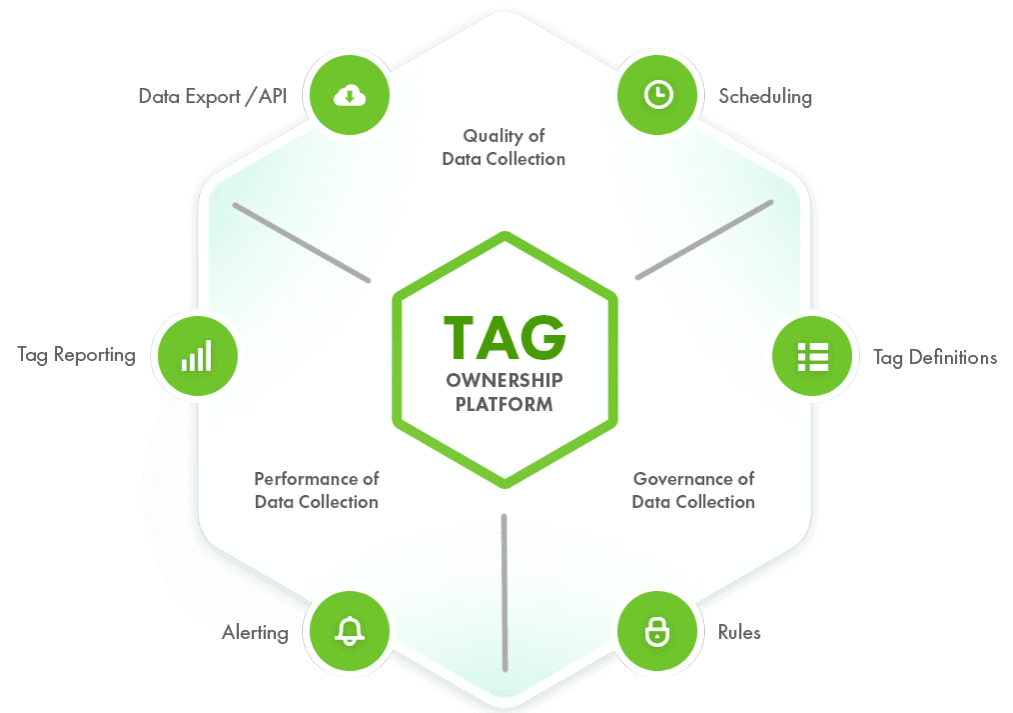 Data Export /API
Scheduling
Quality of
Data Collection
TAG
OWNERSHIP
PLATFORM
Tag Reporting
Tag Definitions
Performance of
Data Collection
Governance of
Data Collection
Alerting
Rules